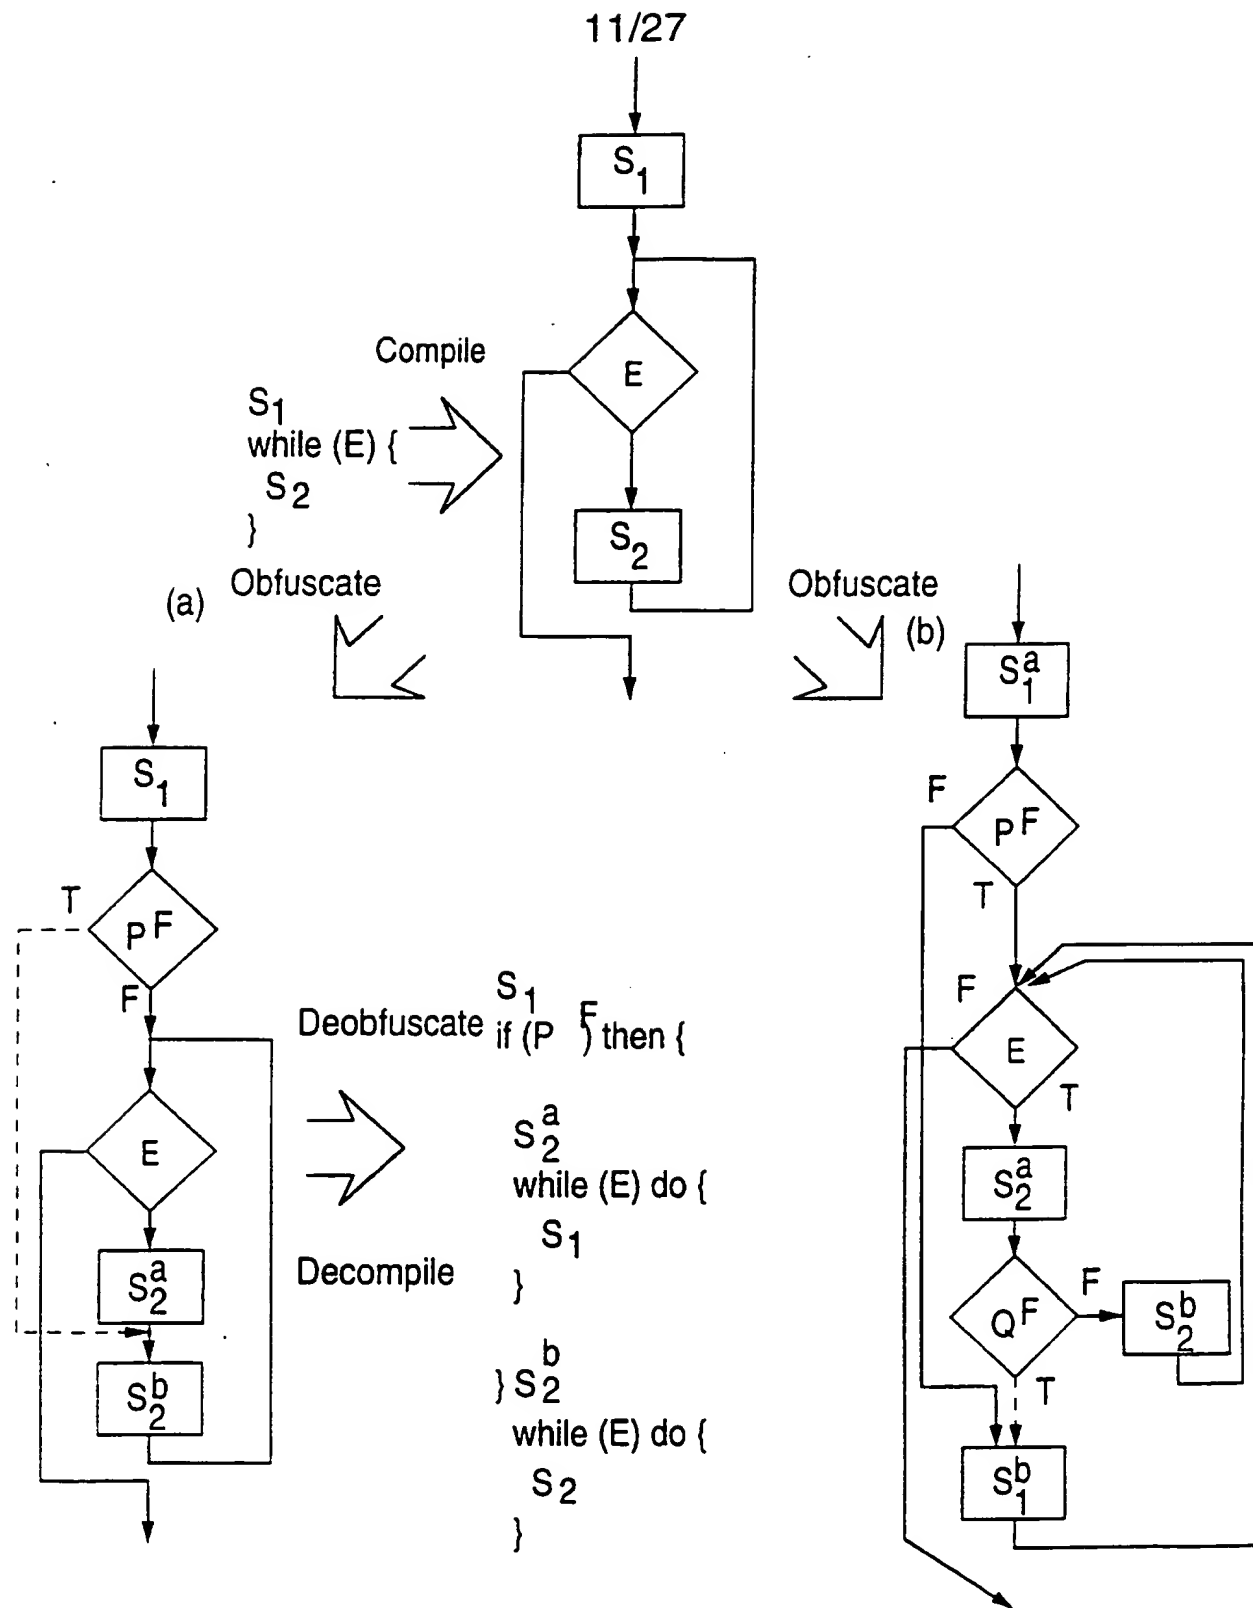 11/27
S1
E
S2
Compile
S1
while (E) {
S2
}
Obfuscate
(a)
Obfuscate
(b)
S1
T
PF
F
E
S2a
S2b
Deobfuscate
Decompile
S1
if (PF) then {
S2a
while (E) do {
S1
}
} S2b
while (E) do {
S2
}
S1a
F
PF
T
F
E
T
S2a
QF
F
S2b
T
S1b